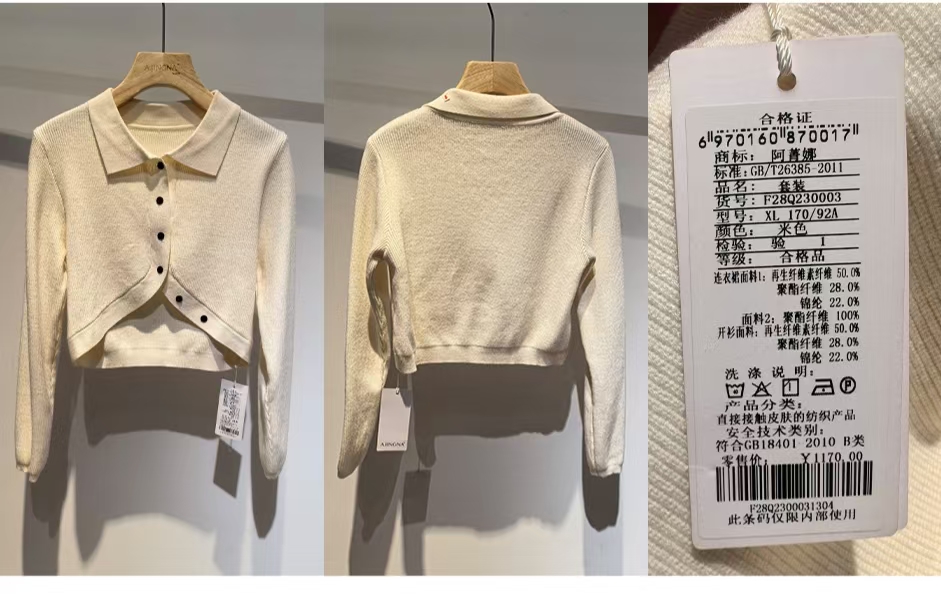 AJINGNA
AJINGNA
合格证
6 970160 870017
商标： 阿菁娜
标准：GB/T26385-2011
品名： 套装
货号：F28Q230003
型号： XL 170/92A
颜色： 米色
检验： 验 1
等级： 合格品
连衣裙面料1：再生纤维素纤维 50.0%
聚酯纤维 28.0%
锦纶 22.0%
面料2：聚酯纤维 100%
开衫面料：再生纤维素纤维 50.0%
聚酯纤维 28.0%
锦纶 22.0%
洗 涤 说 明：
产品分类：
直接接触皮肤的纺织产品
安全技术类别：
符合GB18401 2010 B类
零售价： ¥1170.00
F28Q2300031304
此条码仅限内部使用